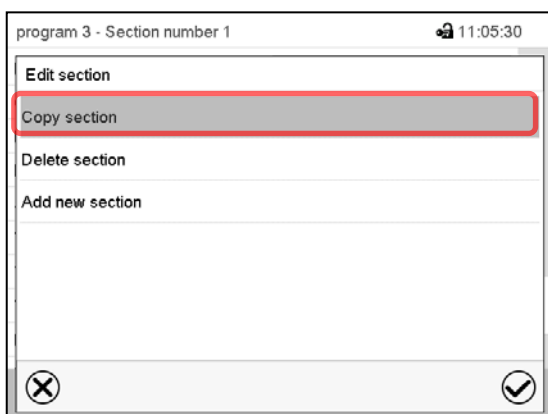 program 3 - Section number 1 11:05:30
Edit section
Copy section
Delete section
Add new section